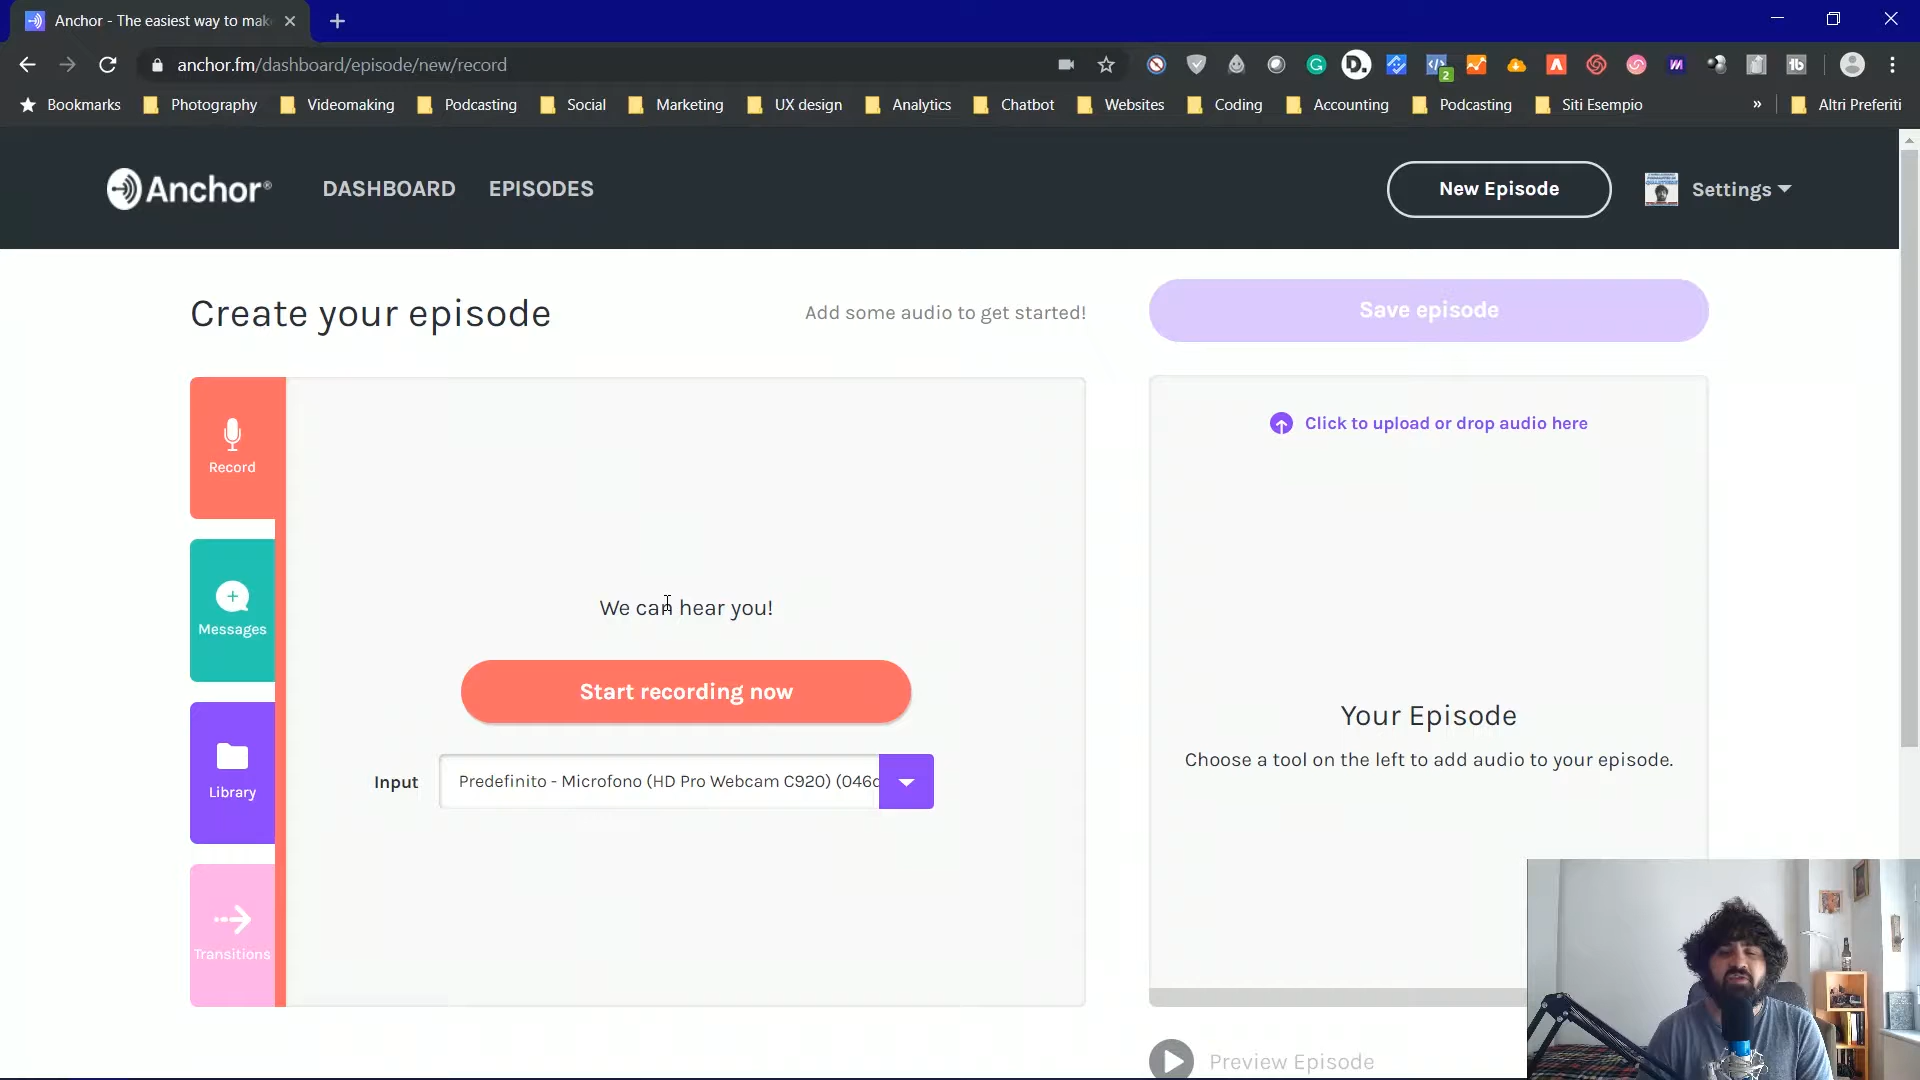 Anchor - The easiest way to mak
anchor.fm/dashboard/episode/new/record
Bookmarks Photography Videomaking Podcasting Social Marketing UX design Analytics Chatbot Websites Coding Accounting Podcasting Siti Esempio » Altri Preferiti
Anchor® DASHBOARD EPISODES New Episode Settings
Create your episode Add some audio to get started! Save episode
Click to upload or drop audio here
Record
Messages
We can hear you!
Start recording now
Your Episode
Choose a tool on the left to add audio to your episode.
Input Predefinito - Microfono (HD Pro Webcam C920) (046d
Library
Transitions
Preview Episode